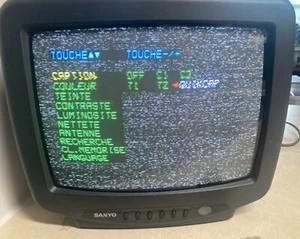 TOUCHE▲▼ TOUCHE-/+
CAPTION OFF C1 C2
COULEUR T1 T2 QUIKCAP
TEINTE
CONTRASTE
LUMINOSITE
NETTETE
ANTENNE
RECHERCHE
CL.MEMORISE
LANGUAGE
SANYO